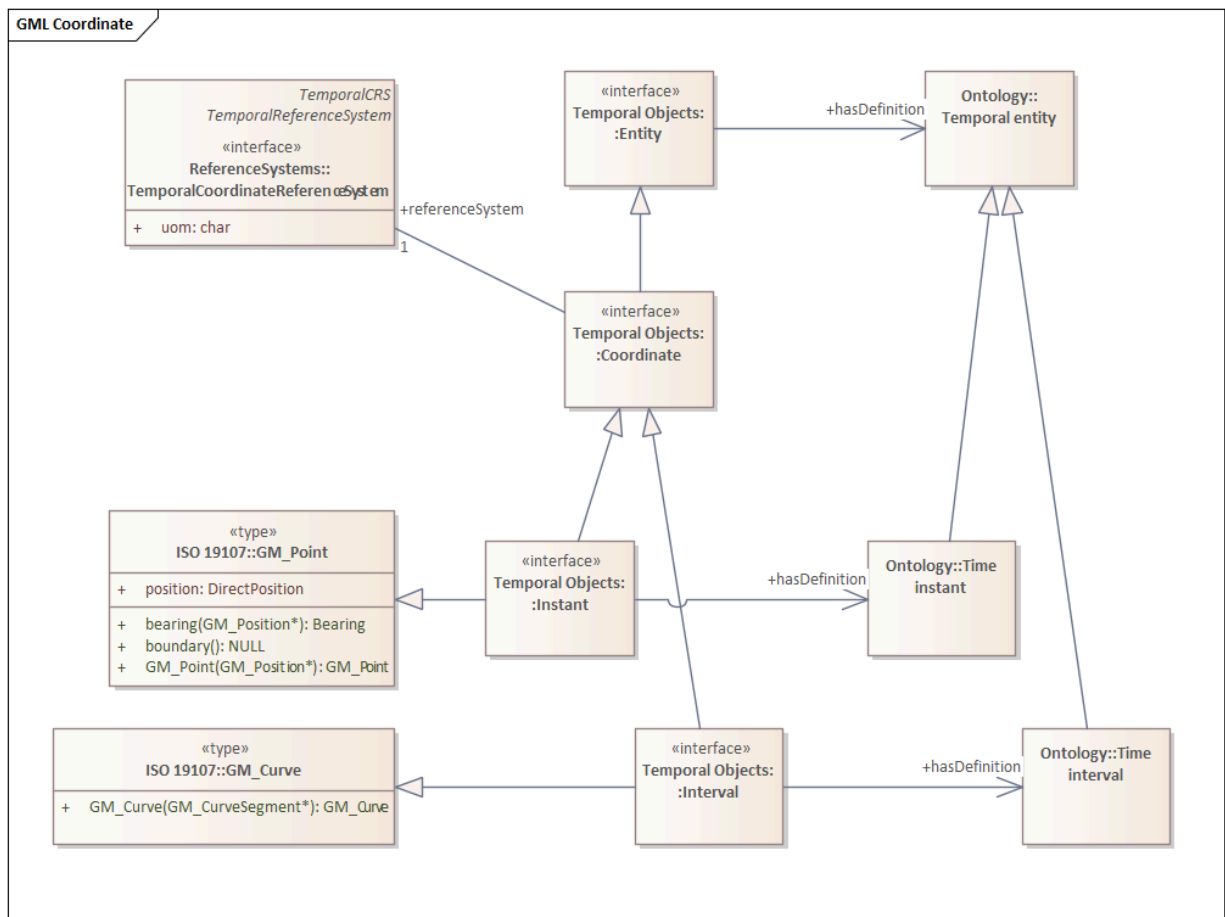 GML Coordinate
TemporalCRS
TemporalReferenceSystem
«interface»
ReferenceSystems::
TemporalCoordinateReferenceSystem
+ uom: char
+referenceSystem
1
«interface»
Temporal Objects:
:Entity
+hasDefinition
Ontology::
Temporal entity
«interface»
Temporal Objects:
:Coordinate
«type»
ISO 19107::GM_Point
+ position: DirectPosition
+ bearing(GM_Position*): Bearing
+ boundary(): NULL
+ GM_Point(GM_Position*): GM_Point
«interface»
Temporal Objects:
:Instant
+hasDefinition
Ontology::Time
instant
«type»
ISO 19107::GM_Curve
+ GM_Curve(GM_CurveSegment*): GM_Curve
«interface»
Temporal Objects:
:Interval
+hasDefinition
Ontology::Time
interval